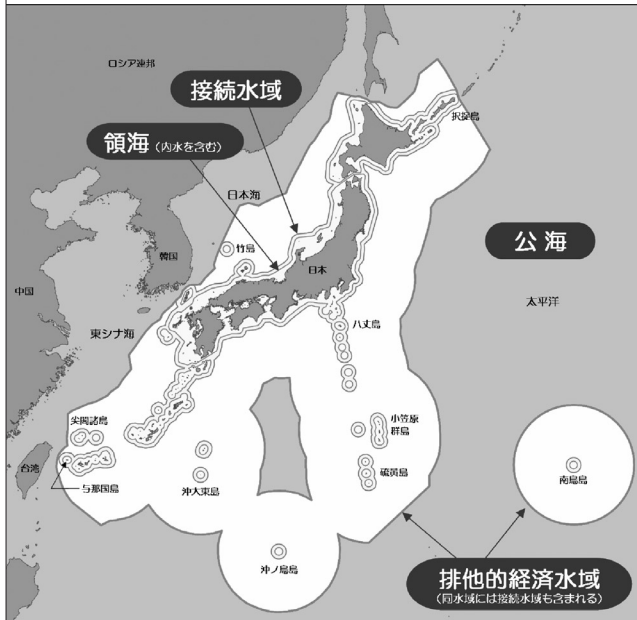 ロシア連邦
接続水域
択捉島
領海(内水を含む)
日本海
竹島
公海
韓国
日本
中国
太平洋
東シナ海
八丈島
尖閣諸島
小笠原
群島
台湾
硫黄島
南鳥島
与那国島
沖大東島
沖ノ鳥島
排他的経済水域
(同水域には接続水域も含まれる)